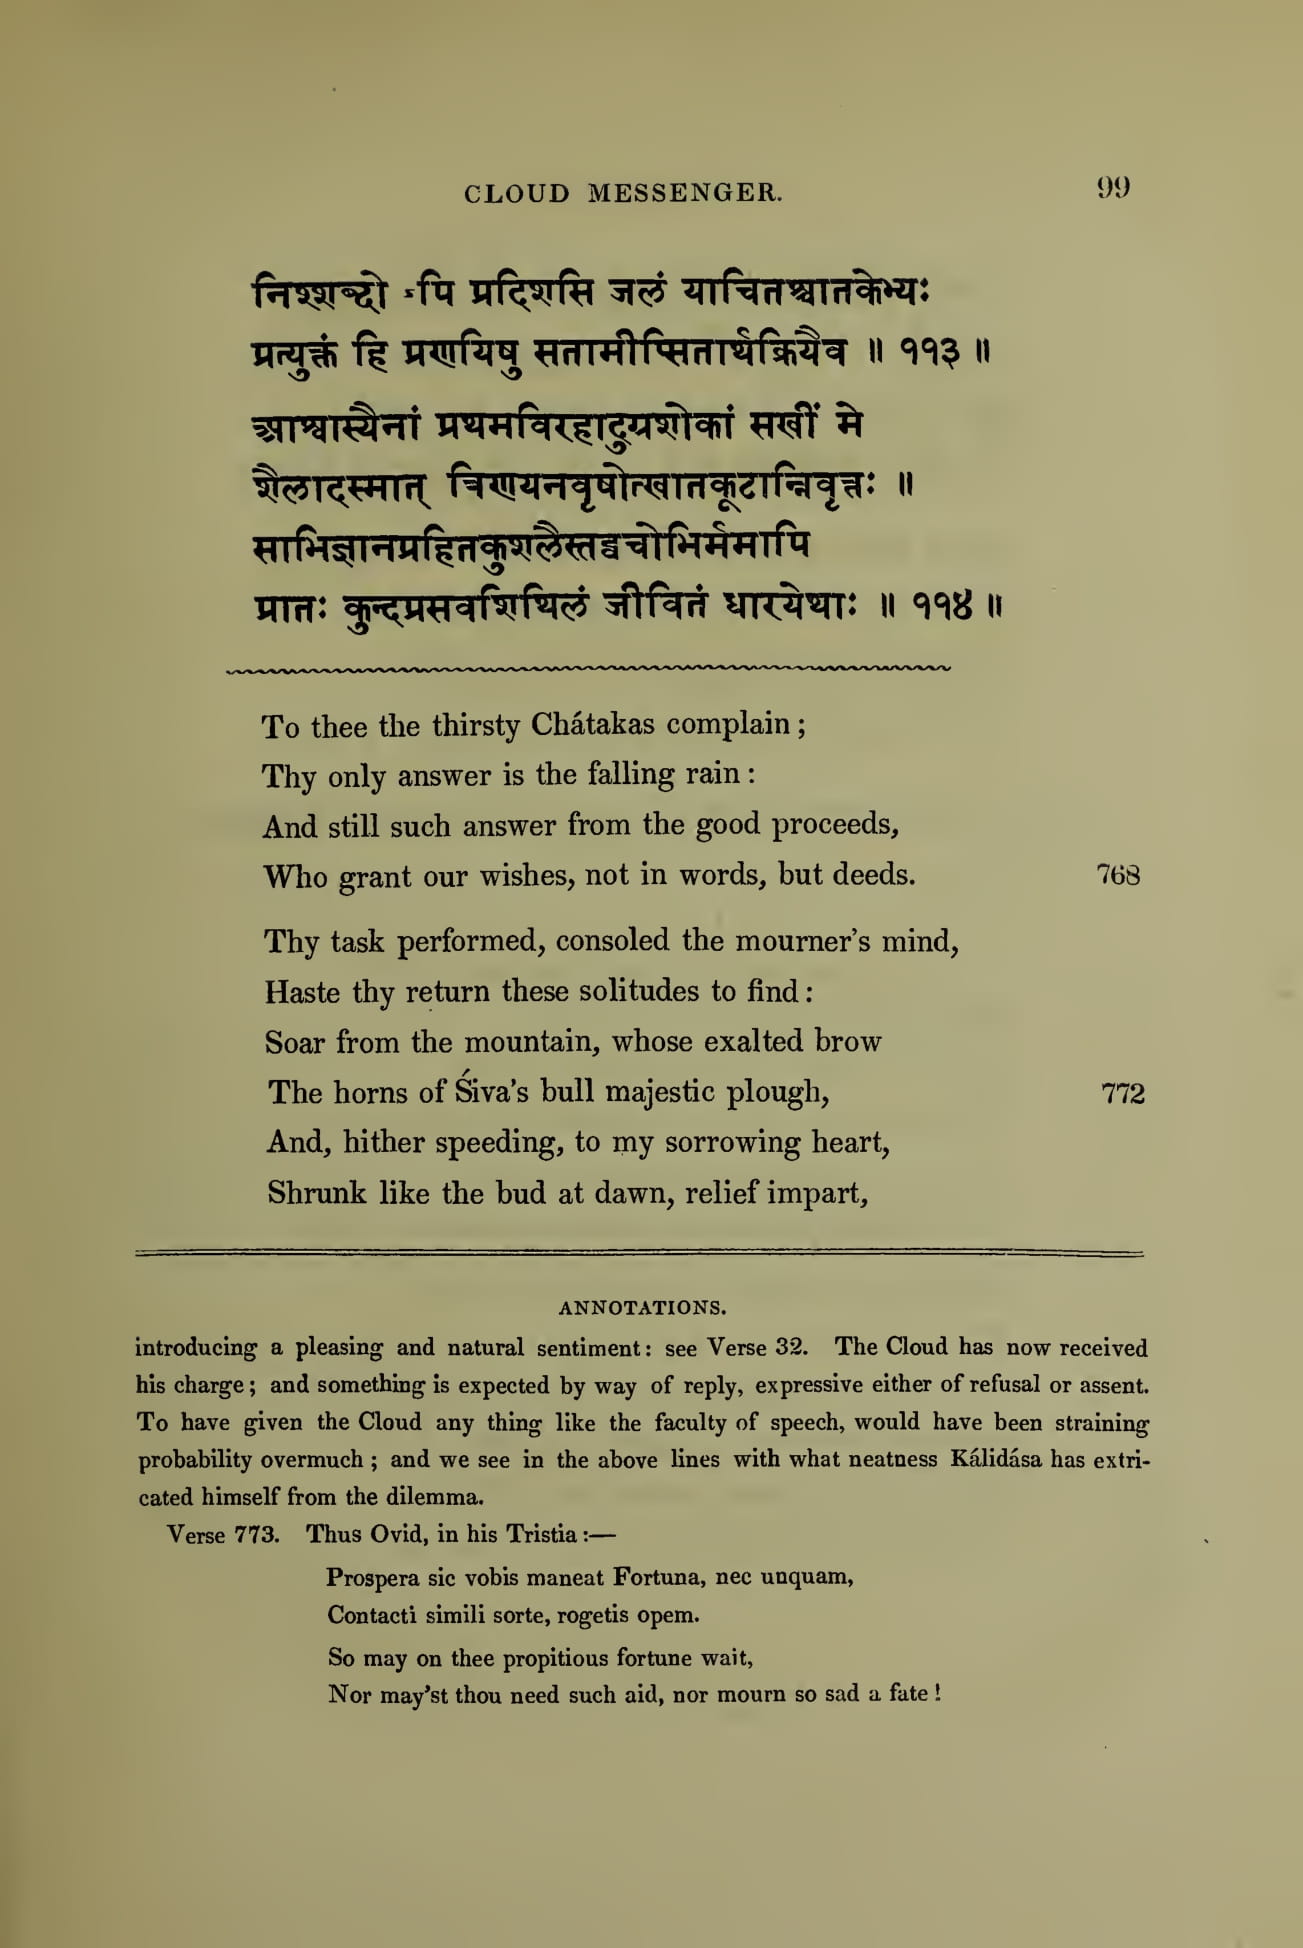 CLOUD MESSENGER.
99
निश्शब्दो ऽपि प्रदिशसि जलं याचितश्चातकेभ्यः
प्रत्युक्तं हि प्रणयिषु सतामीप्सितार्थक्रियैव ॥ ११३ ॥
आश्वास्यैनां प्रथमविरहादुग्रशोकां सखीं मे
शैलादस्मात् त्रिणयनवृषोत्खातकूटान्निवृत्तः ॥
साभिज्ञानप्रहितकुशलैस्तद्वचोभिर्ममापि
प्रातः कुन्दप्रसवशिथिलं जीवितं धारयेथाः ॥ ११४ ॥
To thee the thirsty Chátakas complain ;
Thy only answer is the falling rain :
And still such answer from the good proceeds,
Who grant our wishes, not in words, but deeds. 768
Thy task performed, consoled the mourner's mind,
Haste thy return these solitudes to find :
Soar from the mountain, whose exalted brow
The horns of Śiva's bull majestic plough, 772
And, hither speeding, to my sorrowing heart,
Shrunk like the bud at dawn, relief impart,
ANNOTATIONS.
introducing a pleasing and natural sentiment: see Verse 32. The Cloud has now received
his charge ; and something is expected by way of reply, expressive either of refusal or assent.
To have given the Cloud any thing like the faculty of speech, would have been straining
probability overmuch ; and we see in the above lines with what neatness Kálidása has extri-
cated himself from the dilemma.
Verse 773. Thus Ovid, in his Tristia :—
Prospera sic vobis maneat Fortuna, nec unquam,
Contacti simili sorte, rogetis opem.
So may on thee propitious fortune wait,
Nor may'st thou need such aid, nor mourn so sad a fate !